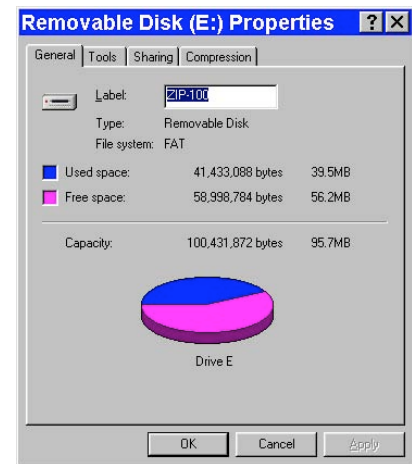 Removable Disk (E:) Properties ? X
General Tools Sharing Compression
Label: ZIP-100
Type: Removable Disk
File system: FAT
Used space: 41,433,088 bytes 39.5MB
Free space: 58,998,784 bytes 56.2MB
Capacity: 100,431,872 bytes 95.7MB
Drive E
OK Cancel Apply